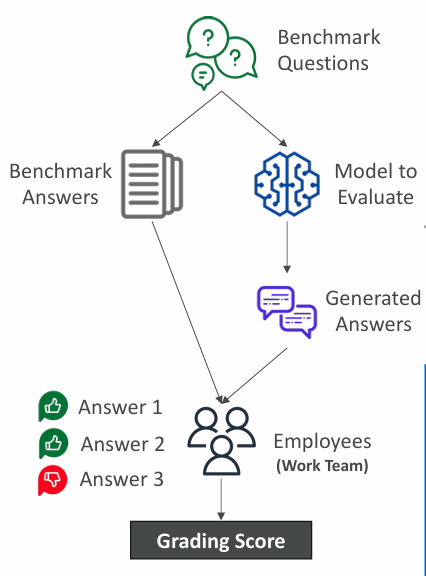 Benchmark
Questions
Benchmark
Answers
Model to
Evaluate
Generated
Answers
Answer 1
Answer 2
Answer 3
Employees
(Work Team)
Grading Score